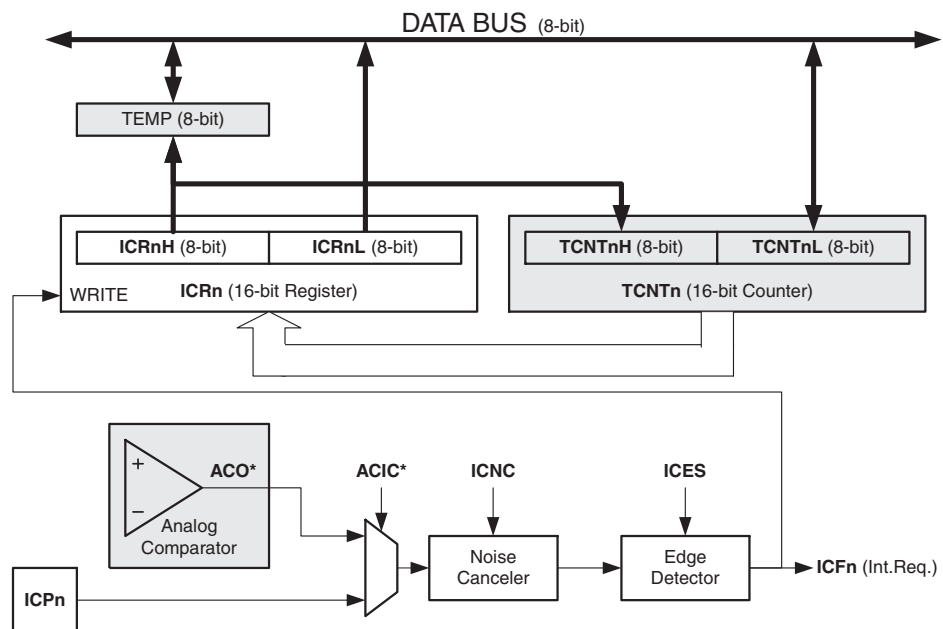 DATA BUS (8-bit)
TEMP (8-bit)
ICRnH (8-bit)
ICRnL (8-bit)
TCNTnH (8-bit)
TCNTnL (8-bit)
WRITE
ICRn (16-bit Register)
TCNTn (16-bit Counter)
+
−
ACO*
Analog
Comparator
ACIC*
ICNC
ICES
Noise
Canceler
Edge
Detector
ICFn (Int.Req.)
ICPn